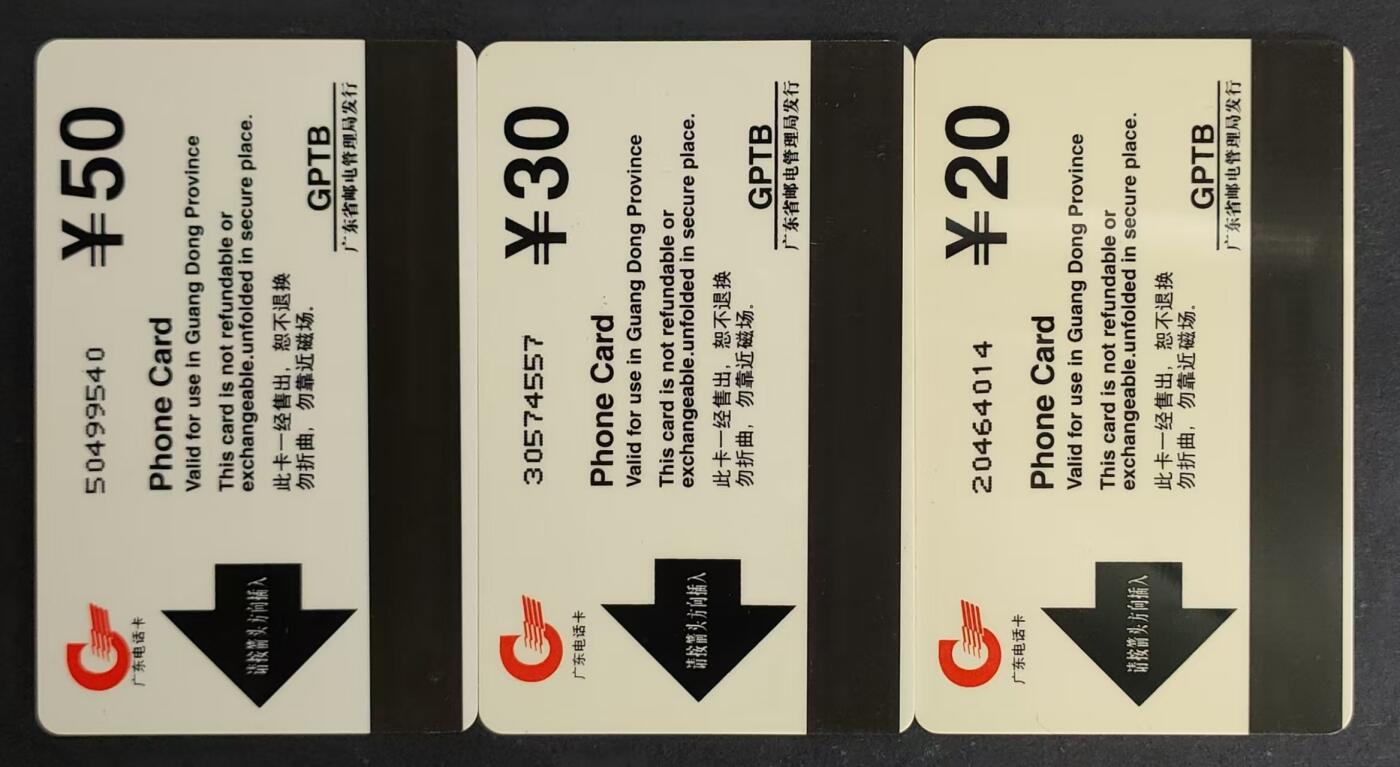 50499540
¥50
Phone Card
Valid for use in Guang Dong Province
This card is not refundable or
exchangeable.unfolded in secure place.
此卡一经售出，恕不退换
勿折曲，勿靠近磁场.
GPTB
广东省邮电管理局发行
广东电话卡
请按箭头方向插入
30574557
¥30
Phone Card
Valid for use in Guang Dong Province
This card is not refundable or
exchangeable.unfolded in secure place.
此卡一经售出，恕不退换
勿折曲，勿靠近磁场.
GPTB
广东省邮电管理局发行
广东电话卡
请按箭头方向插入
20464014
¥20
Phone Card
Valid for use in Guang Dong Province
This card is not refundable or
exchangeable.unfolded in secure place.
此卡一经售出，恕不退换
勿折曲，勿靠近磁场.
GPTB
广东省邮电管理局发行
广东电话卡
请按箭头方向插入